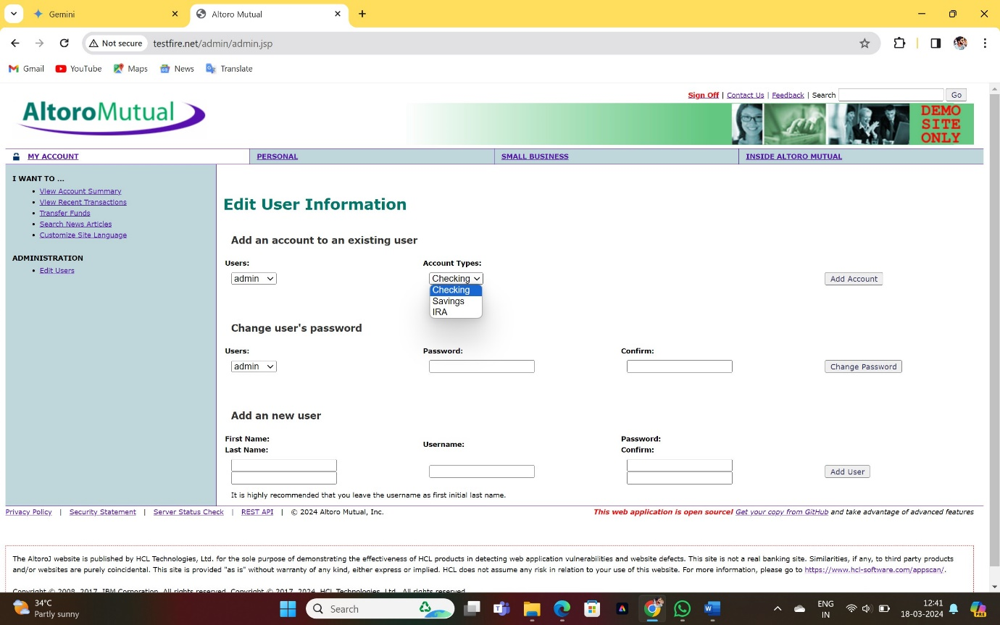 Gemini
Altoro Mutual
Not secure
testfire.net/admin/admin.jsp
Gmail
YouTube
Maps
News
Translate
Sign Off | Contact Us | Feedback | Search
Go
AltoroMutual
DEMO
SITE
ONLY
MY ACCOUNT
PERSONAL
SMALL BUSINESS
INSIDE ALTORO MUTUAL
I WANT TO ...
View Account Summary
View Recent Transactions
Transfer Funds
Search News Articles
Customize Site Language
ADMINISTRATION
Edit Users
Edit User Information
Add an account to an existing user
Users:
Account Types:
admin
Checking
Add Account
Checking
Savings
IRA
Change user's password
Users:
Password:
Confirm:
admin
Change Password
Add an new user
First Name:
Last Name:
Username:
Password:
Confirm:
Add User
It is highly recommended that you leave the username as first initial last name.
Privacy Policy | Security Statement | Server Status Check | REST API | © 2024 Altoro Mutual, Inc.
This web application is open source! Get your copy from GitHub and take advantage of advanced features
The AltoroJ website is published by HCL Technologies, Ltd. for the sole purpose of demonstrating the effectiveness of HCL products in detecting web application vulnerabilities and website defects. This site is not a real banking site. Similarities, if any, to third party products
and/or websites are purely coincidental. This site is provided "as is" without warranty of any kind, either express or implied. HCL does not assume any risk in relation to your use of this website. For more information, please go to https://www.hcl-software.com/appscan/.
Copyright © 2008, 2017, IBM Corporation, All rights reserved. Copyright © 2017, 2024, HCL Technologies, Ltd., All rights reserved.
34°C
Partly sunny
Search
ENG
IN
12:41
18-03-2024
PRE